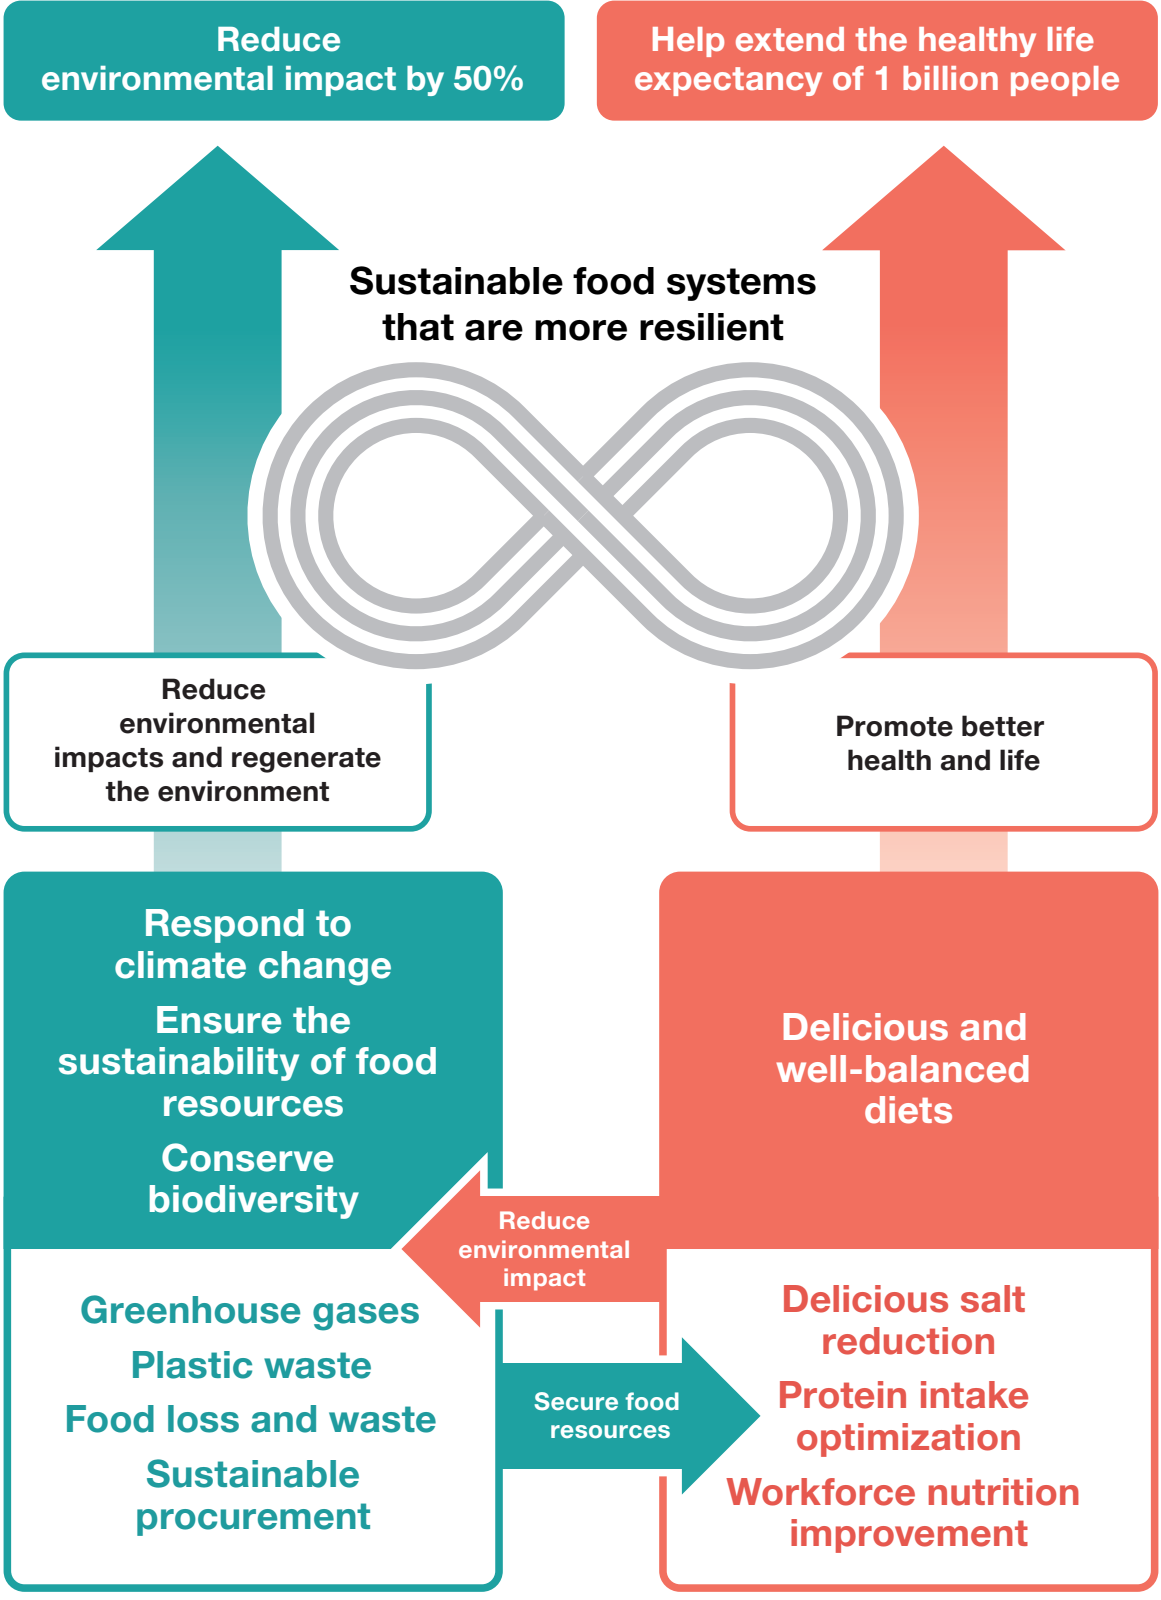 Reduce
environmental impact by 50%
Help extend the healthy life
expectancy of 1 billion people
Sustainable food systems
that are more resilient
Reduce
environmental
impacts and regenerate
the environment
Promote better
health and life
Respond to
climate change
Ensure the
sustainability of food
resources
Conserve
biodiversity
Delicious and
well-balanced
diets
Reduce
environmental
impact
Greenhouse gases
Plastic waste
Food loss and waste
Sustainable
procurement
Secure food
resources
Delicious salt
reduction
Protein intake
optimization
Workforce nutrition
improvement